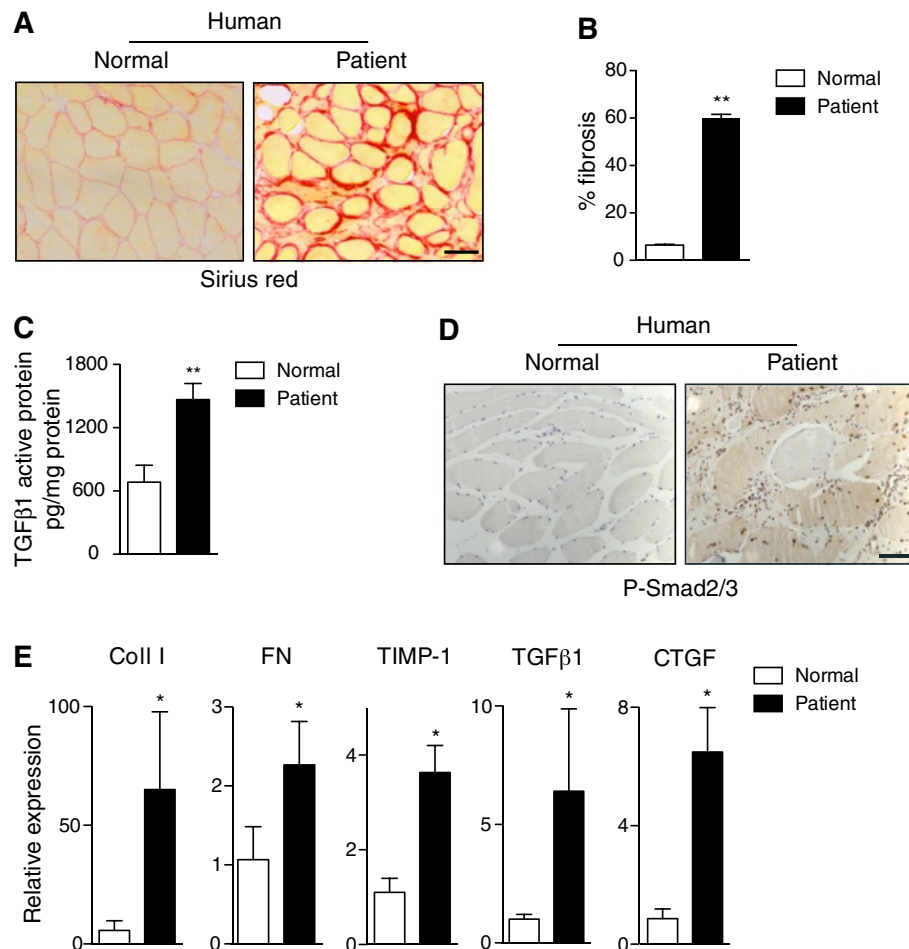 A
Human
Normal Patient
Sirius red
B
80
60
40
20
0
% fibrosis
**
Normal
Patient
C
1800
1200
600
0
TGFβ1 active protein
pg/mg protein
**
Normal
Patient
D
Human
Normal Patient
P-Smad2/3
E
Relative expression
Coll I
100
50
0
*
FN
3
2
1
0
*
TIMP-1
4
2
0
*
TGFβ1
10
5
0
*
CTGF
8
4
0
*
Normal
Patient